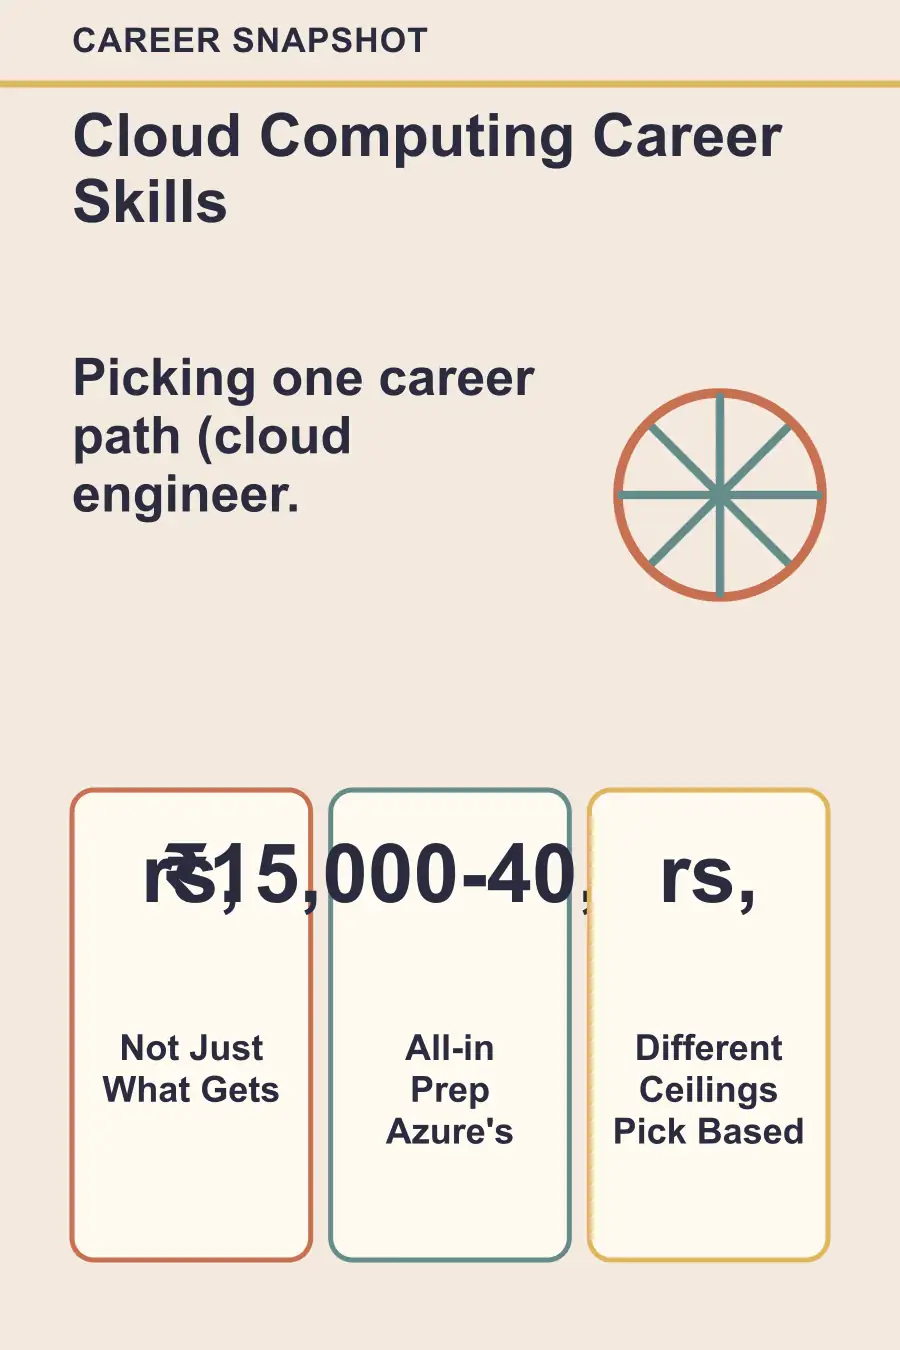 CAREER SNAPSHOT
Cloud Computing Career
Skills
Picking one career
path (cloud
engineer.
rs,
₹15,000-40,
rs,
Not Just
What Gets
All-in
Prep
Azure's
Different
Ceilings
Pick Based